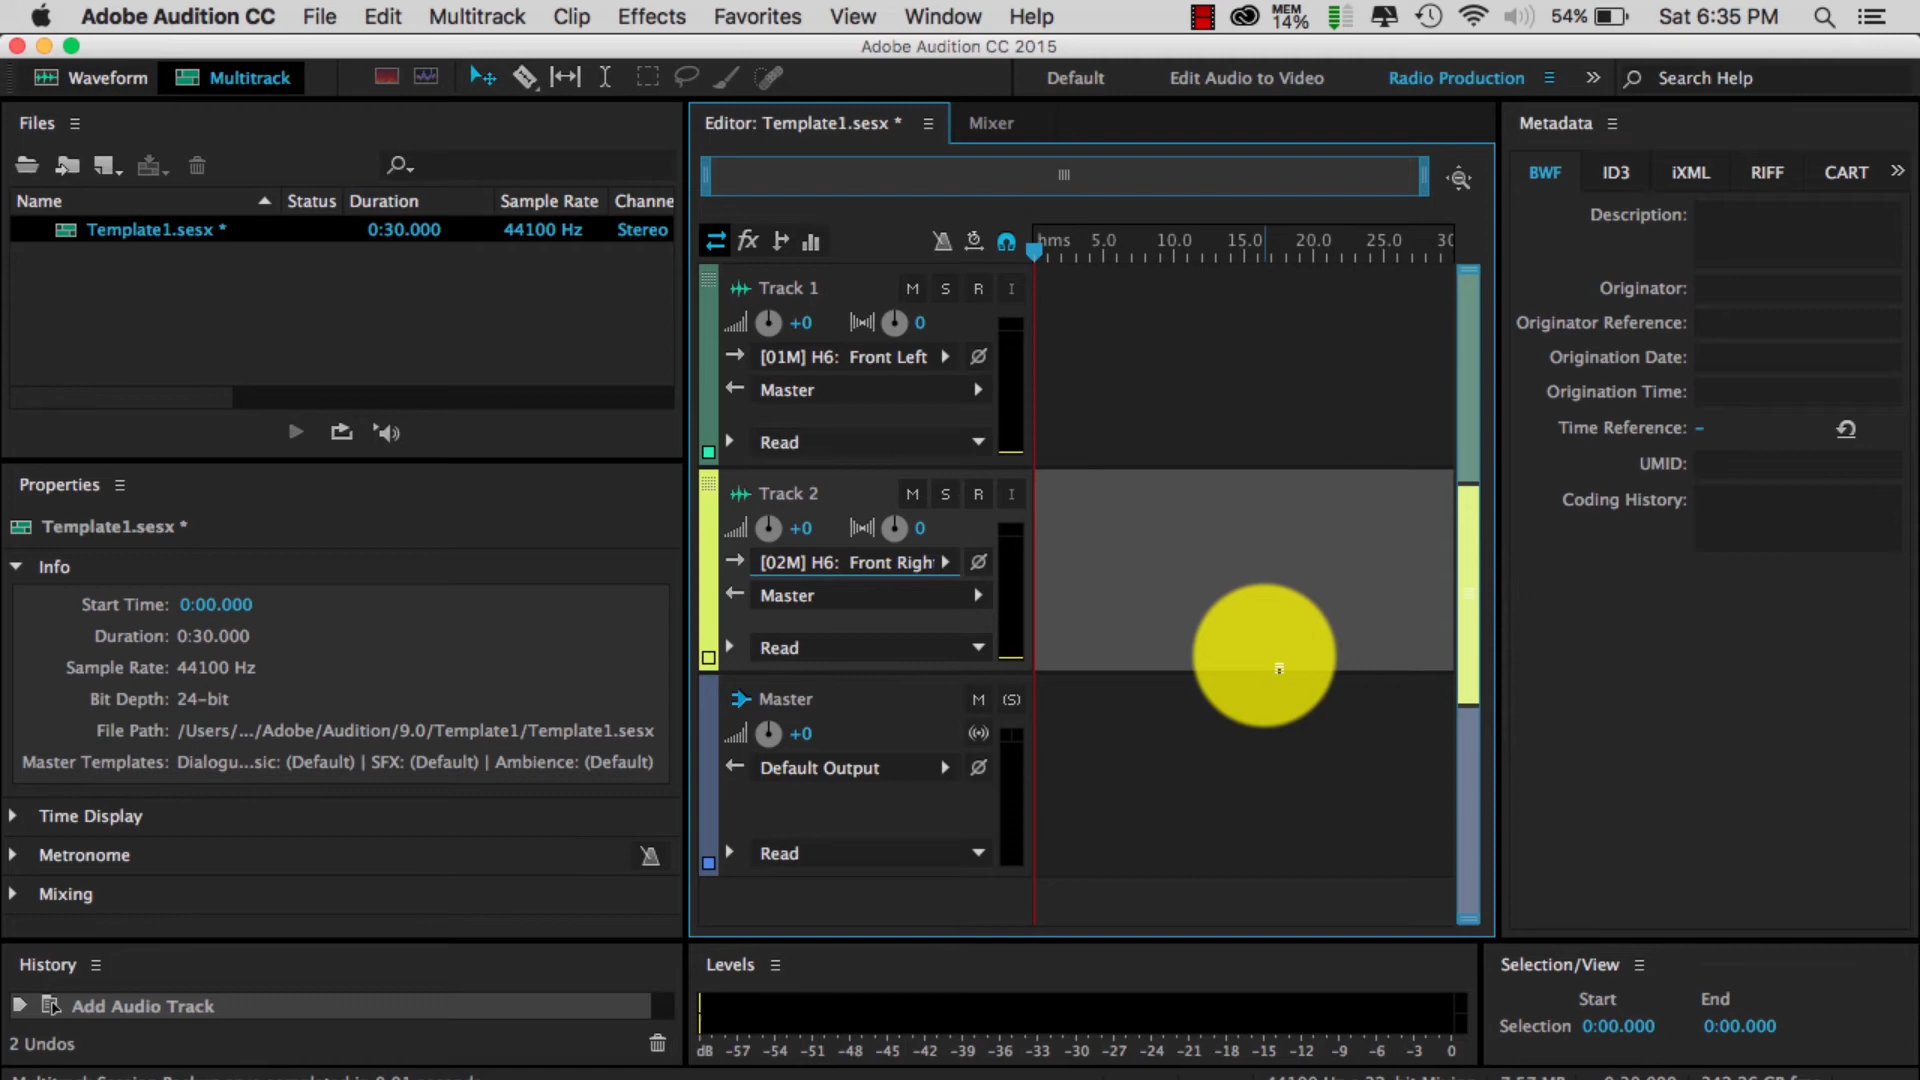 Adobe Audition CC File Edit Multitrack Clip Effects Favorites View Window Help MEM 14% 54% Sat 6:35 PM
Adobe Audition CC 2015
Waveform Multitrack Default Edit Audio to Video Radio Production Search Help
Files
Name Status Duration Sample Rate Channe
Template1.sesx * 0:30.000 44100 Hz Stereo
Properties
Template1.sesx *
Info
Start Time: 0:00.000
Duration: 0:30.000
Sample Rate: 44100 Hz
Bit Depth: 24-bit
File Path: /Users/.../Adobe/Audition/9.0/Template1/Template1.sesx
Master Templates: Dialogu...sic: (Default) | SFX: (Default) | Ambience: (Default)
Time Display
Metronome
Mixing
History
Add Audio Track
2 Undos
Editor: Template1.sesx * Mixer
fx hms 5.0 10.0 15.0 20.0 25.0 30
Track 1 M S R I
+0 0
[01M] H6: Front Left
Master
Read
Track 2 M S R I
+0 0
[02M] H6: Front Righ
Master
Read
Master M (S)
+0
Default Output
Read
Levels
dB -57 -54 -51 -48 -45 -42 -39 -36 -33 -30 -27 -24 -21 -18 -15 -12 -9 -6 -3 0
Metadata
BWF ID3 iXML RIFF CART
Description:
Originator:
Originator Reference:
Origination Date:
Origination Time:
Time Reference: -
UMID:
Coding History:
Selection/View
Start End
Selection 0:00.000 0:00.000